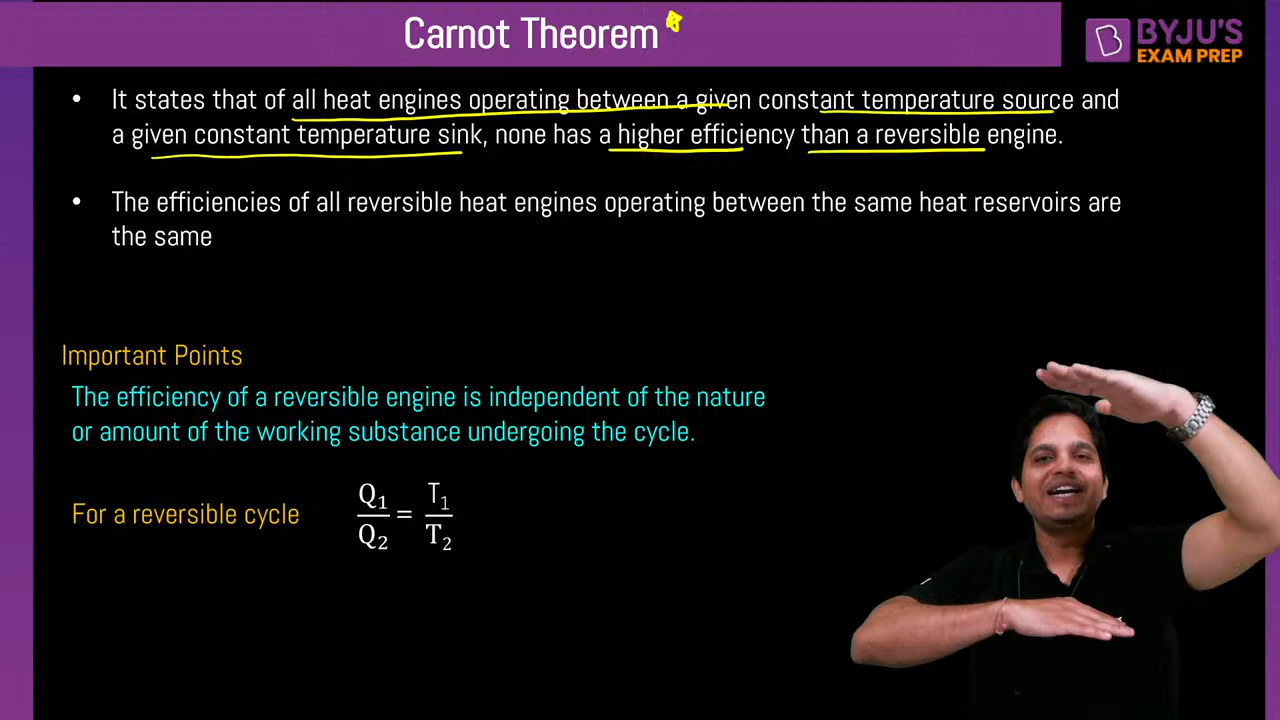 Carnot Theorem
BYJU'S
EXAM PREP
• It states that of all heat engines operating between a given constant temperature source and
a given constant temperature sink, none has a higher efficiency than a reversible engine.
• The efficiencies of all reversible heat engines operating between the same heat reservoirs are
the same
Important Points
The efficiency of a reversible engine is independent of the nature
or amount of the working substance undergoing the cycle.
For a reversible cycle Q₁/Q₂ = T₁/T₂